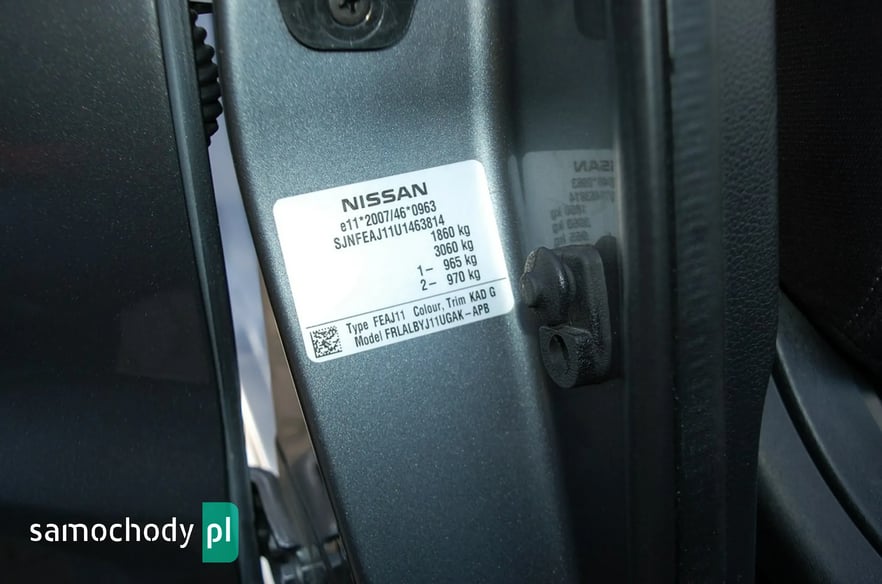 NISSAN
e11*2007/46*0963
SJNFEAJ11U1463814
1860 kg
3060 kg
1– 965 kg
2– 970 kg
Type FEAJ11 Colour, Trim KAD G
Model FRLALBYJ11UGAK–APB
NISSAN
samochody pl